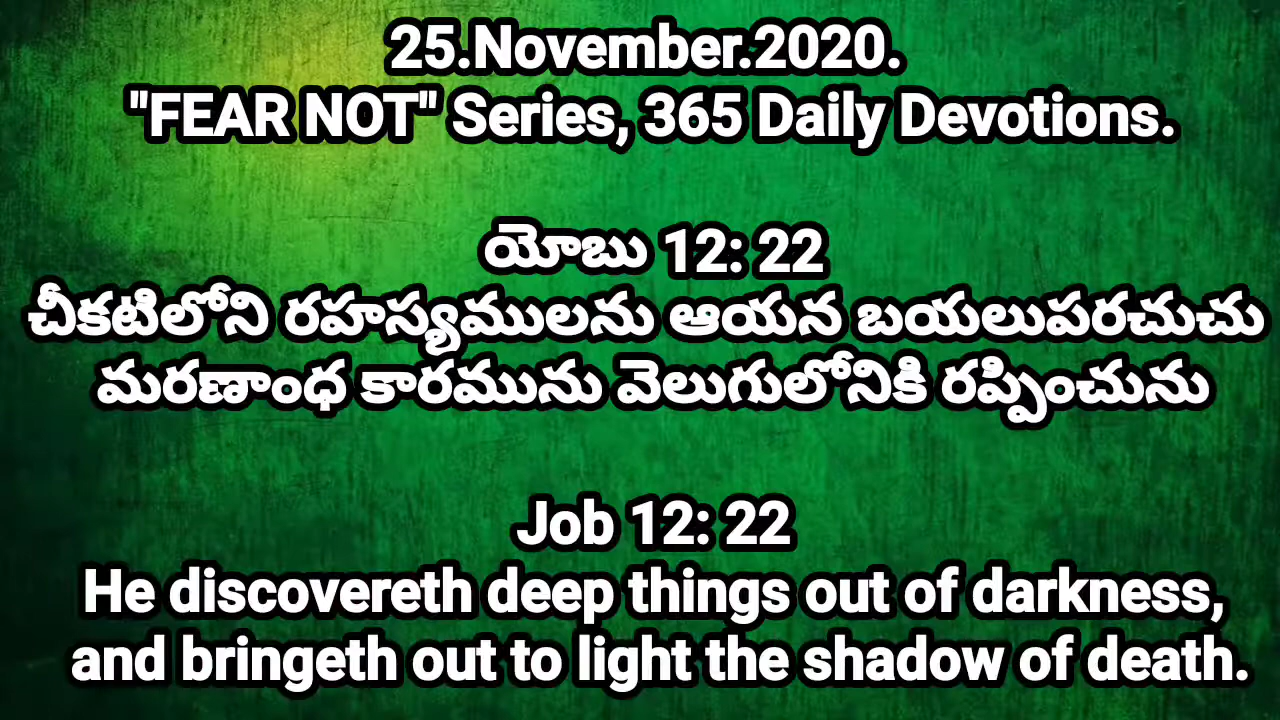 25.November.2020.
"FEAR NOT" Series, 365 Daily Devotions.
యోబు 12: 22
చీకటిలోని రహస్యములను ఆయన బయలుపరచుచు
మరణాంధ కారమును వెలుగులోనికి రప్పించును
Job 12: 22
He discovereth deep things out of darkness,
and bringeth out to light the shadow of death.